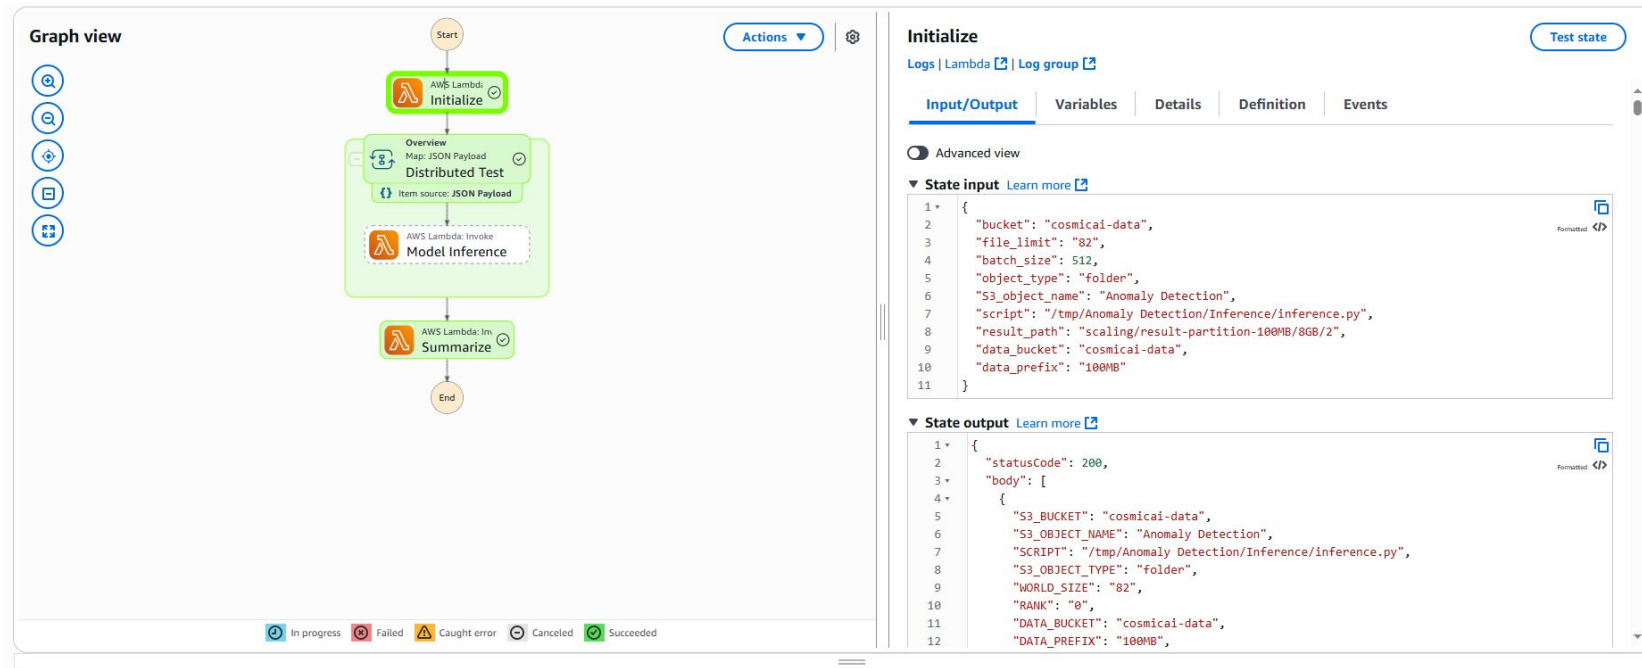 Graph view
Actions
Start
AWS Lambd
Initialize
Overview
Map: JSON Payload
Distributed Test
{} Item source: JSON Payload
AWS Lambda: Invoke
Model Inference
AWS Lambda: In
Summarize
End
In progress Failed Caught error Canceled Succeeded
Initialize
Test state
Logs | Lambda | Log group
Input/Output Variables Details Definition Events
Advanced view
State input Learn more
Formatted </>
1 {
2 "bucket": "cosmicai-data",
3 "file_limit": "82",
4 "batch_size": 512,
5 "object_type": "folder",
6 "S3_object_name": "Anomaly Detection",
7 "script": "/tmp/Anomaly Detection/Inference/inference.py",
8 "result_path": "scaling/result-partition-100MB/8GB/2",
9 "data_bucket": "cosmicai-data",
10 "data_prefix": "100MB"
11 }
State output Learn more
Formatted </>
1 {
2 "statusCode": 200,
3 "body": [
4 {
5 "S3_BUCKET": "cosmicai-data",
6 "S3_OBJECT_NAME": "Anomaly Detection",
7 "SCRIPT": "/tmp/Anomaly Detection/Inference/inference.py",
8 "S3_OBJECT_TYPE": "folder",
9 "WORLD_SIZE": "82",
10 "RANK": "0",
11 "DATA_BUCKET": "cosmicai-data",
12 "DATA_PREFIX": "100MB",